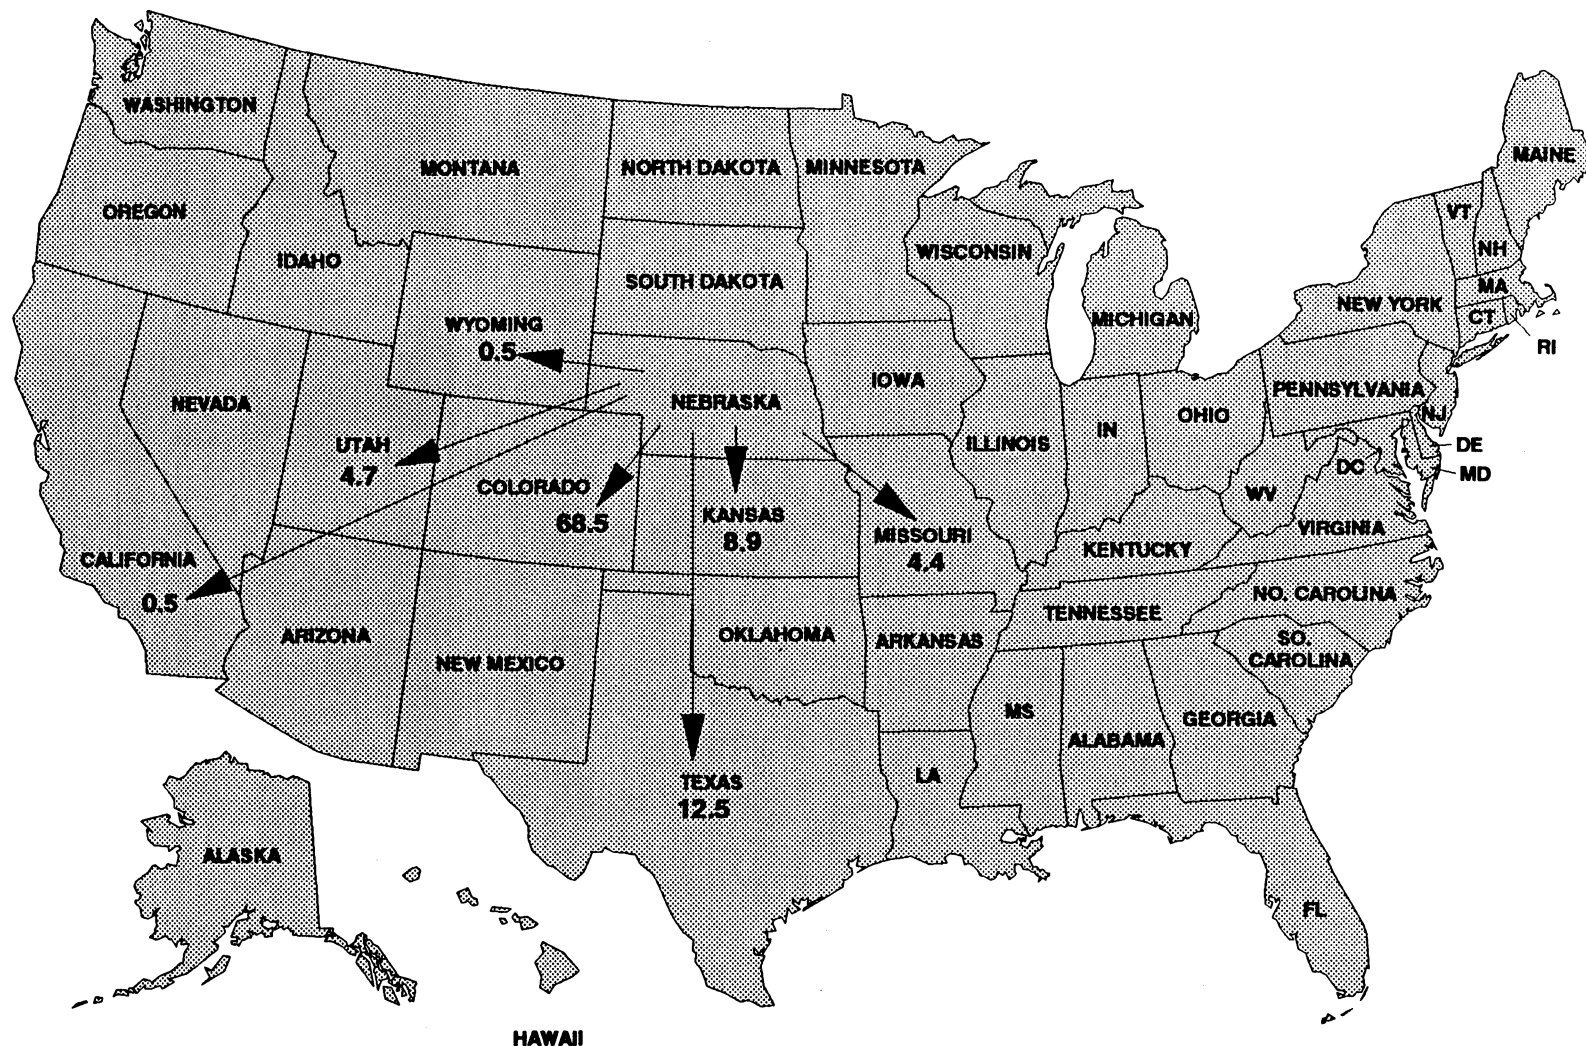 WASHINGTON
MONTANA
NORTH DAKOTA
MINNESOTA
MAINE
OREGON
IDAHO
VT
NH
WISCONSIN
SOUTH DAKOTA
MA
NEW YORK
CT
MICHIGAN
RI
WYOMING
0.5
IOWA
PENNSYLVANIA
NEVADA
NEBRASKA
OHIO
NJ
IN
ILLINOIS
UTAH
4.7
DE
DC
MD
COLORADO
68.5
WV
KANSAS
8.9
VIRGINIA
MISSOURI
4.4
KENTUCKY
CALIFORNIA
0.5
NO. CAROLINA
TENNESSEE
ARIZONA
OKLAHOMA
ARKANSAS
SO.
CAROLINA
NEW MEXICO
MS
GEORGIA
ALABAMA
TEXAS
12.5
LA
ALASKA
FL
HAWAII